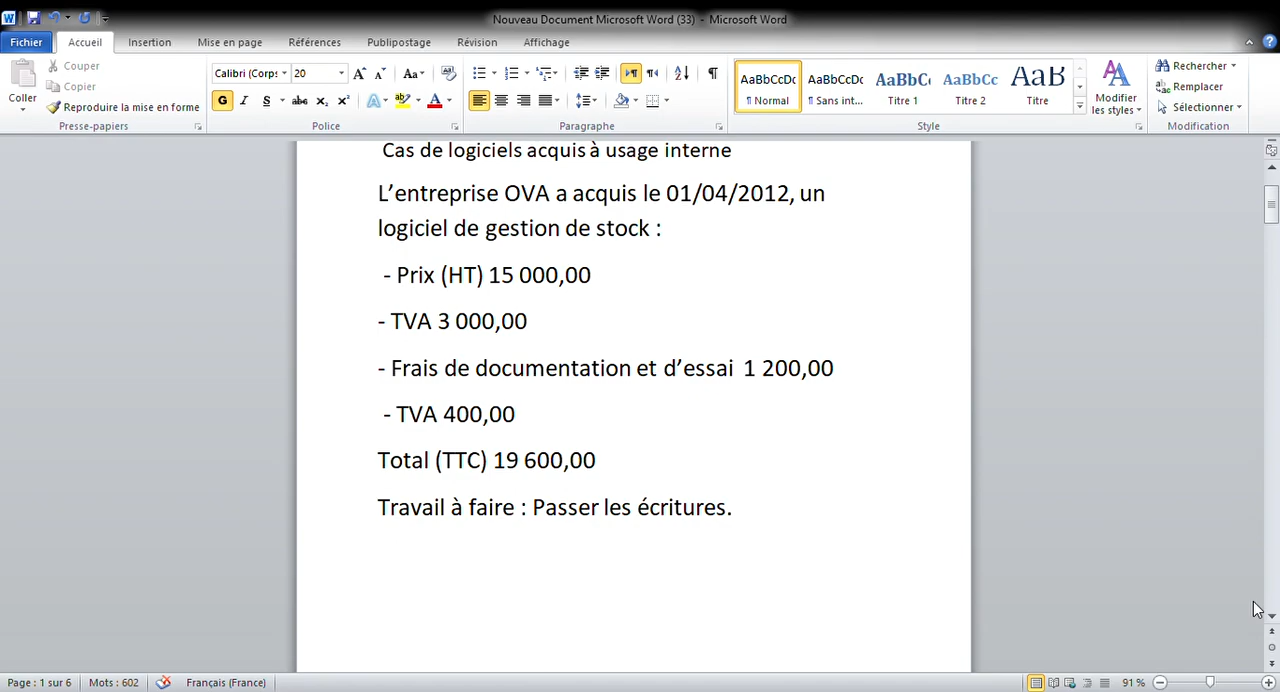 Nouveau Document Microsoft Word (33) - Microsoft Word
Fichier Accueil Insertion Mise en page Références Publipostage Révision Affichage
Coller
Couper
Copier
Reproduire la mise en forme
Presse-papiers
Calibri (Corps 20
G I S abc x₂ x²
Police
Paragraphe
AaBbCcDc AaBbCcDc AaBbC AaBbCc AaB
¶ Normal ¶ Sans int... Titre 1 Titre 2 Titre
Modifier
les styles
Style
Rechercher
Remplacer
Sélectionner
Modification
Cas de logiciels acquis à usage interne
L’entreprise OVA a acquis le 01/04/2012, un
logiciel de gestion de stock :
- Prix (HT) 15 000,00
- TVA 3 000,00
- Frais de documentation et d’essai 1 200,00
- TVA 400,00
Total (TTC) 19 600,00
Travail à faire : Passer les écritures.
Page : 1 sur 6 Mots : 602 Français (France) 91 %